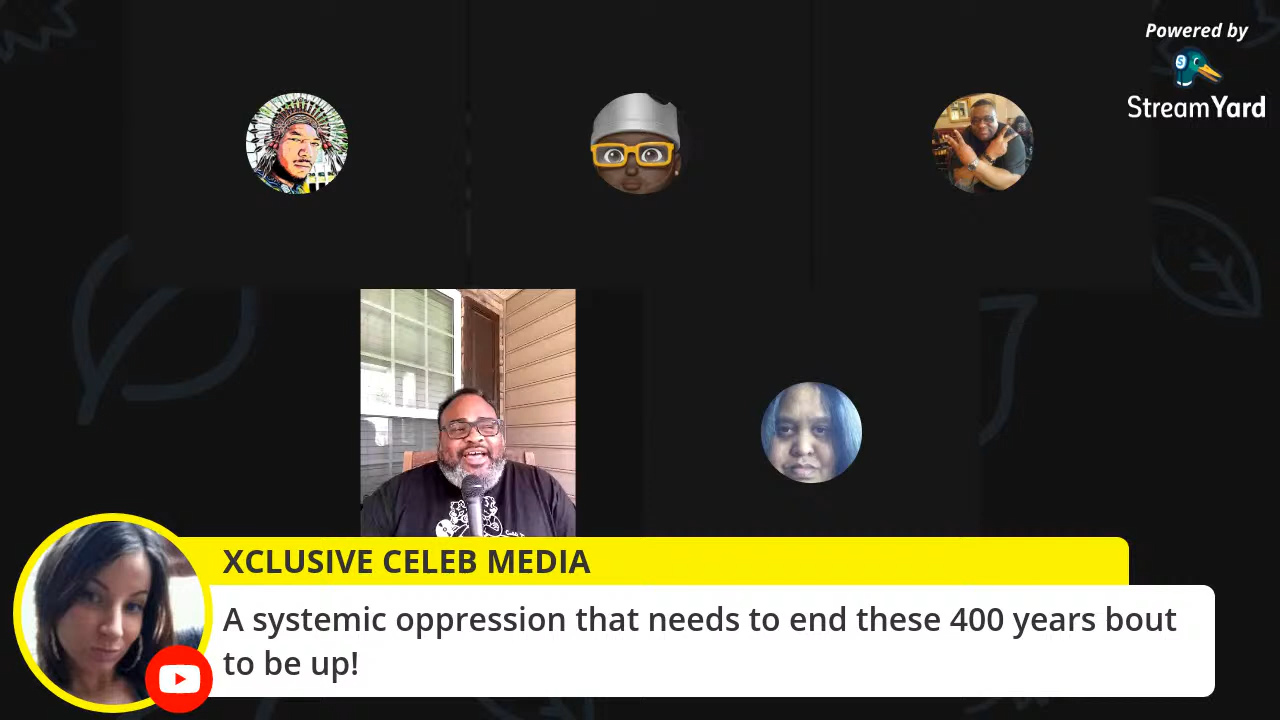 Powered by
StreamYard
XCLUSIVE CELEB MEDIA
A systemic oppression that needs to end these 400 years bout
to be up!